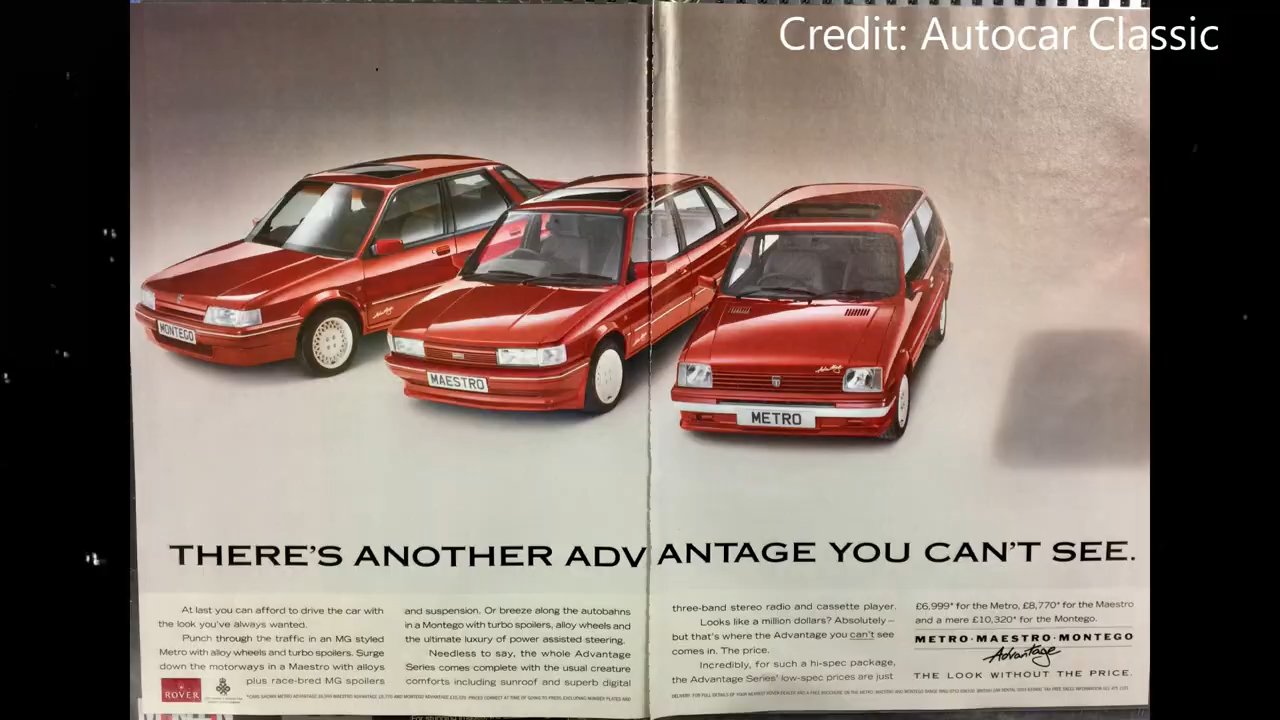 Credit: Autocar Classic
MONTEGO
MAESTRO
METRO
THERE'S ANOTHER ADVANTAGE YOU CAN'T SEE.
At last you can afford to drive the car with
the look you've always wanted.
Punch through the traffic in an MG styled
Metro with alloy wheels and turbo spoilers. Surge
down the motorways in a Maestro with alloys
plus race-bred MG spoilers
and suspension. Or breeze along the autobahns
in a Montego with turbo spoilers, alloy wheels and
the ultimate luxury of power assisted steering.
Needless to say, the whole Advantage
Series comes complete with the usual creature
comforts including sunroof and superb digital
three-band stereo radio and cassette player.
Looks like a million dollars? Absolutely –
but that's where the Advantage you can't see
comes in. The price.
Incredibly, for such a hi-spec package,
the Advantage Series' low-spec prices are just
£6,999* for the Metro, £8,770* for the Maestro
and a mere £10,320* for the Montego.
METRO·MAESTRO·MONTEGO
Advantage
THE LOOK WITHOUT THE PRICE.
ROVER